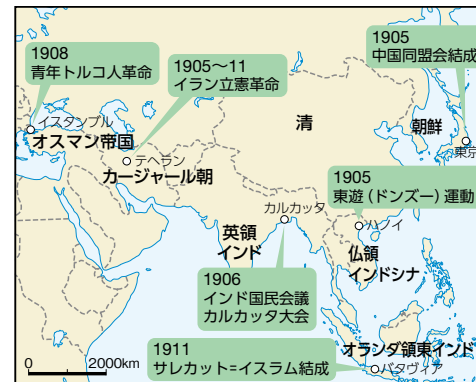 1908
青年トルコ人革命
1905～11
イラン立憲革命
1905
中国同盟会結成
イスタンブル
オスマン帝国
テヘラン
カージャール朝
清
朝鮮
東京
1905
東遊（ドンズー）運動
カルカッタ
ハノイ
英領
インド
仏領
インドシナ
1906
インド国民会議
カルカッタ大会
1911
サレカット=イスラム結成
オランダ領東インド
バタヴィア
0 2000km